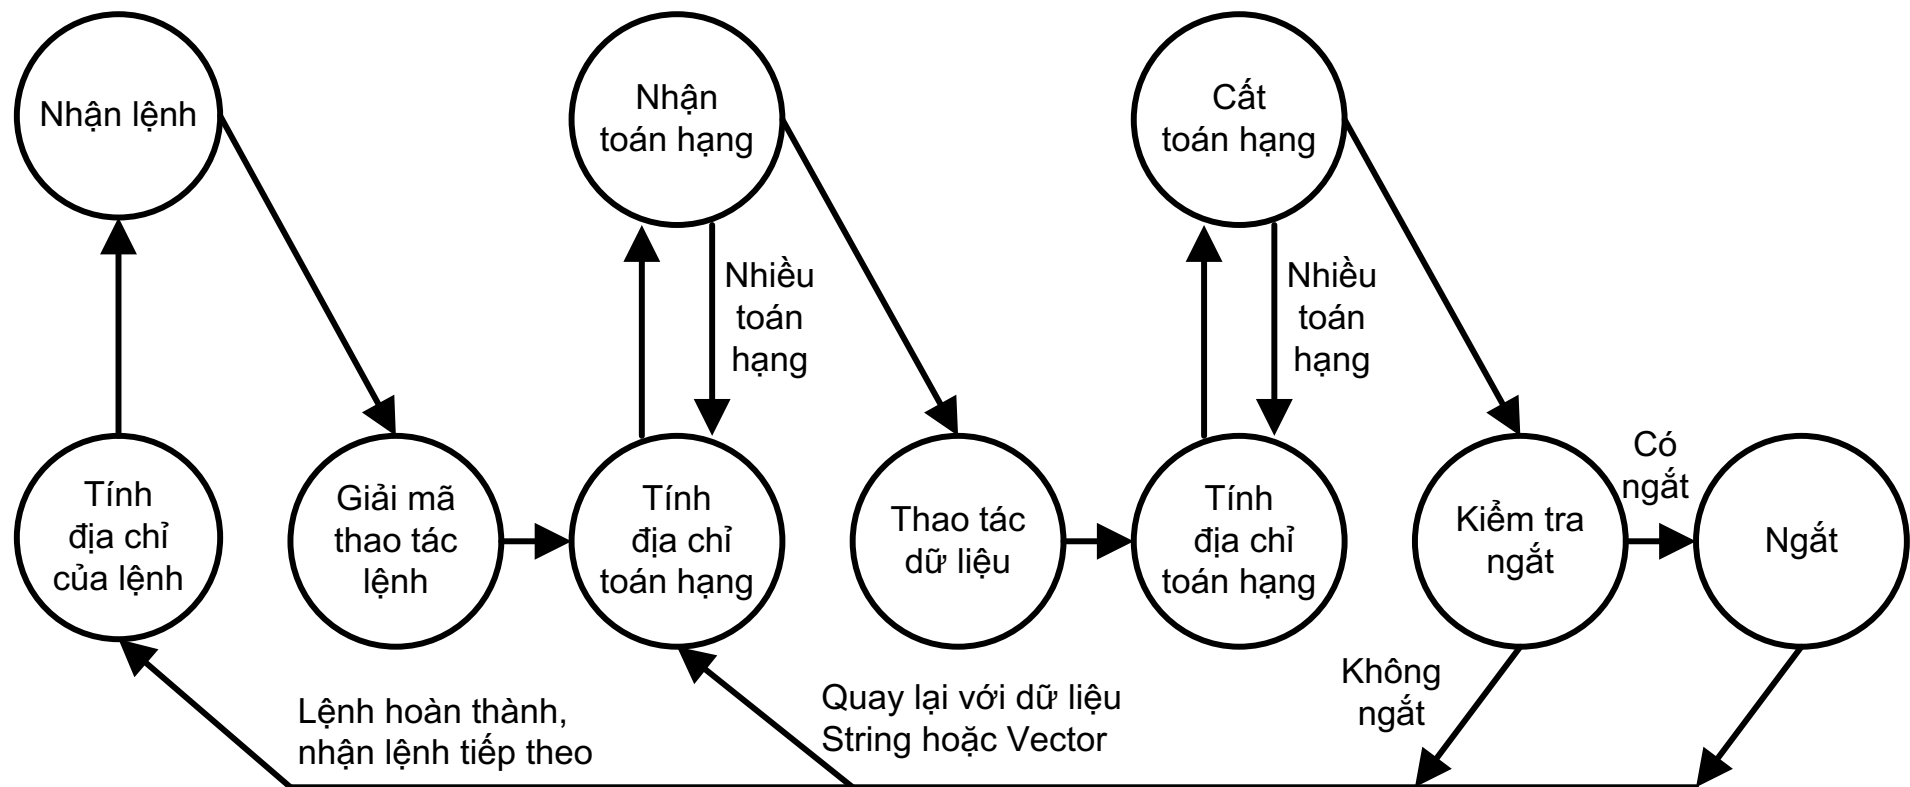 Nhận lệnh
Nhận
toán hạng
Cất
toán hạng
Nhiều
toán
hạng
Nhiều
toán
hạng
Tính
địa chỉ
của lệnh
Giải mã
thao tác
lệnh
Tính
địa chỉ
toán hạng
Thao tác
dữ liệu
Tính
địa chỉ
toán hạng
Kiểm tra
ngắt
Có
ngắt
Ngắt
Lệnh hoàn thành,
nhận lệnh tiếp theo
Quay lại với dữ liệu
String hoặc Vector
Không
ngắt